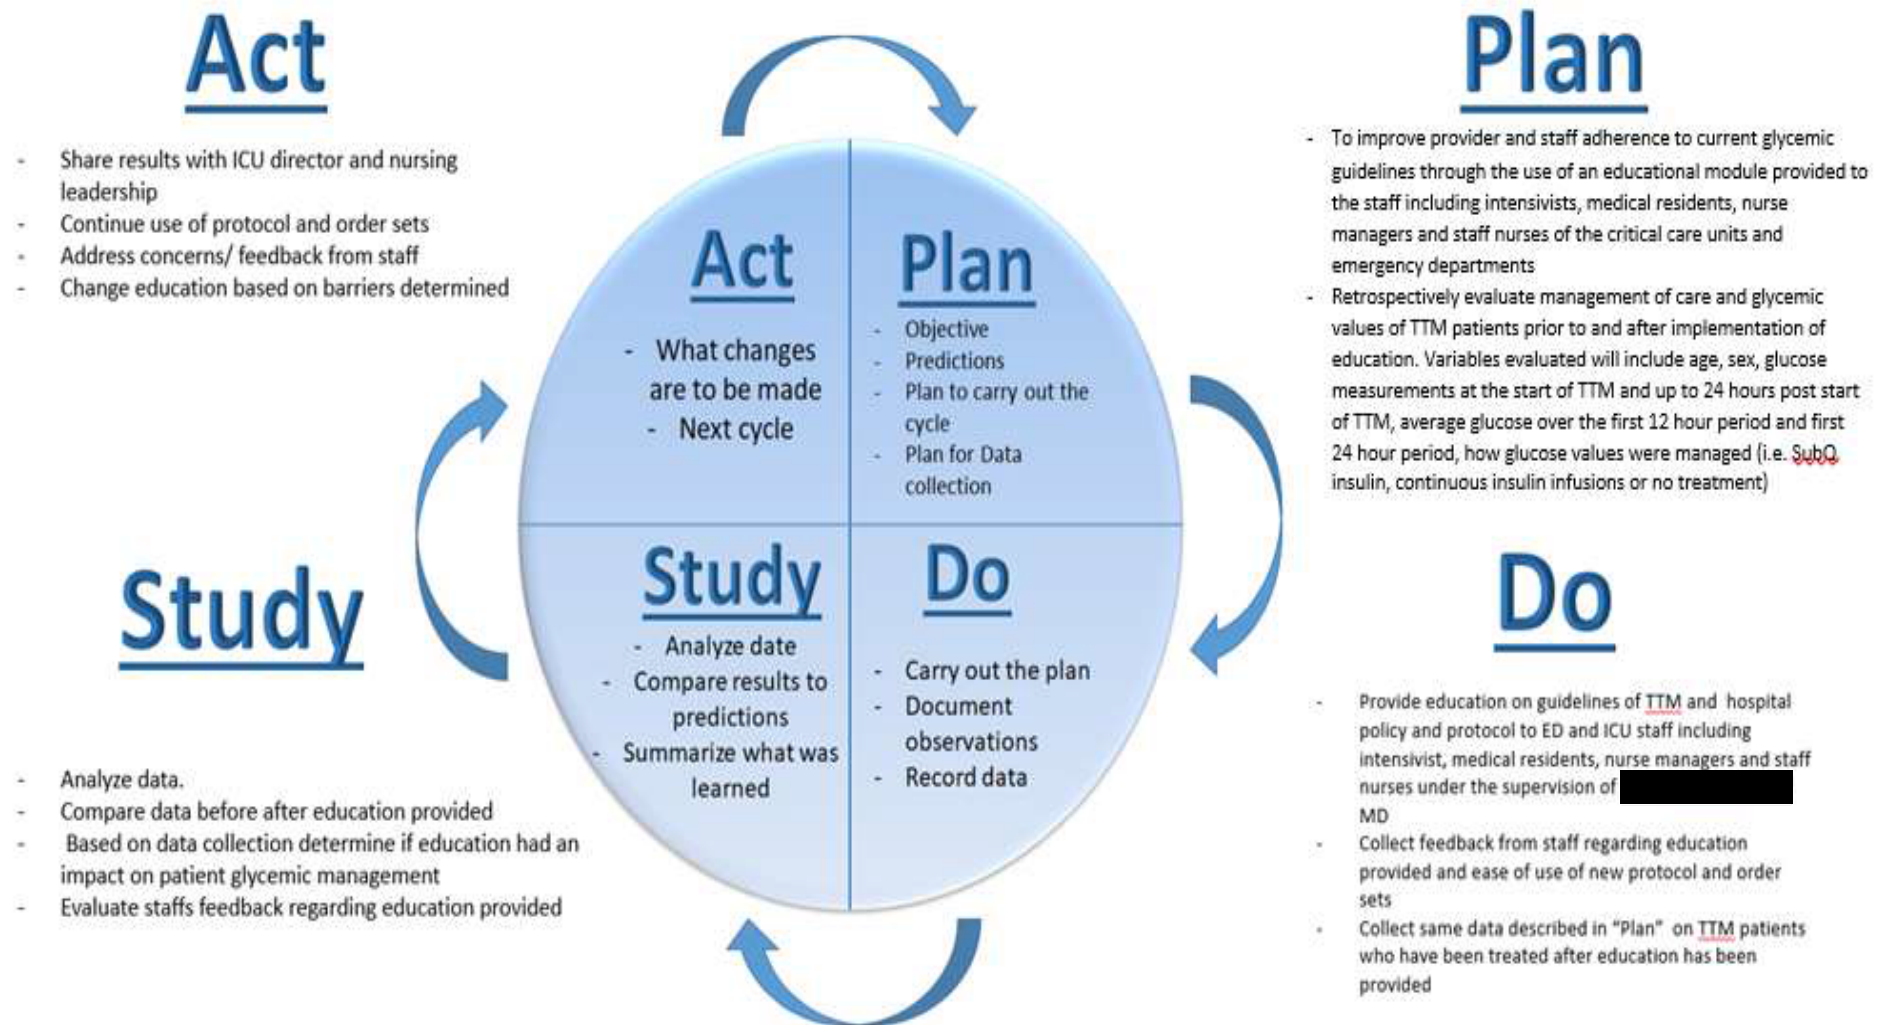 Act
- Share results with ICU director and nursing
leadership
- Continue use of protocol and order sets
- Address concerns/ feedback from staff
- Change education based on barriers determined
Plan
- To improve provider and staff adherence to current glycemic
guidelines through the use of an educational module provided to
the staff including intensivists, medical residents, nurse
managers and staff nurses of the critical care units and
emergency departments
- Retrospectively evaluate management of care and glycemic
values of TTM patients prior to and after implementation of
education. Variables evaluated will include age, sex, glucose
measurements at the start of TTM and up to 24 hours post start
of TTM, average glucose over the first 12 hour period and first
24 hour period, how glucose values were managed (i.e. SubQ
insulin, continuous insulin infusions or no treatment)
Act
- What changes
are to be made
- Next cycle
Plan
- Objective
- Predictions
- Plan to carry out the
cycle
- Plan for Data
collection
Study
- Analyze date
- Compare results to
predictions
- Summarize what was
learned
Do
- Carry out the plan
- Document
observations
- Record data
Study
- Analyze data.
- Compare data before after education provided
- Based on data collection determine if education had an
impact on patient glycemic management
- Evaluate staffs feedback regarding education provided
Do
- Provide education on guidelines of TTM and hospital
policy and protocol to ED and ICU staff including
intensivist, medical residents, nurse managers and staff
nurses under the supervision of
MD
- Collect feedback from staff regarding education
provided and ease of use of new protocol and order
sets
- Collect same data described in “Plan” on TTM patients
who have been treated after education has been
provided